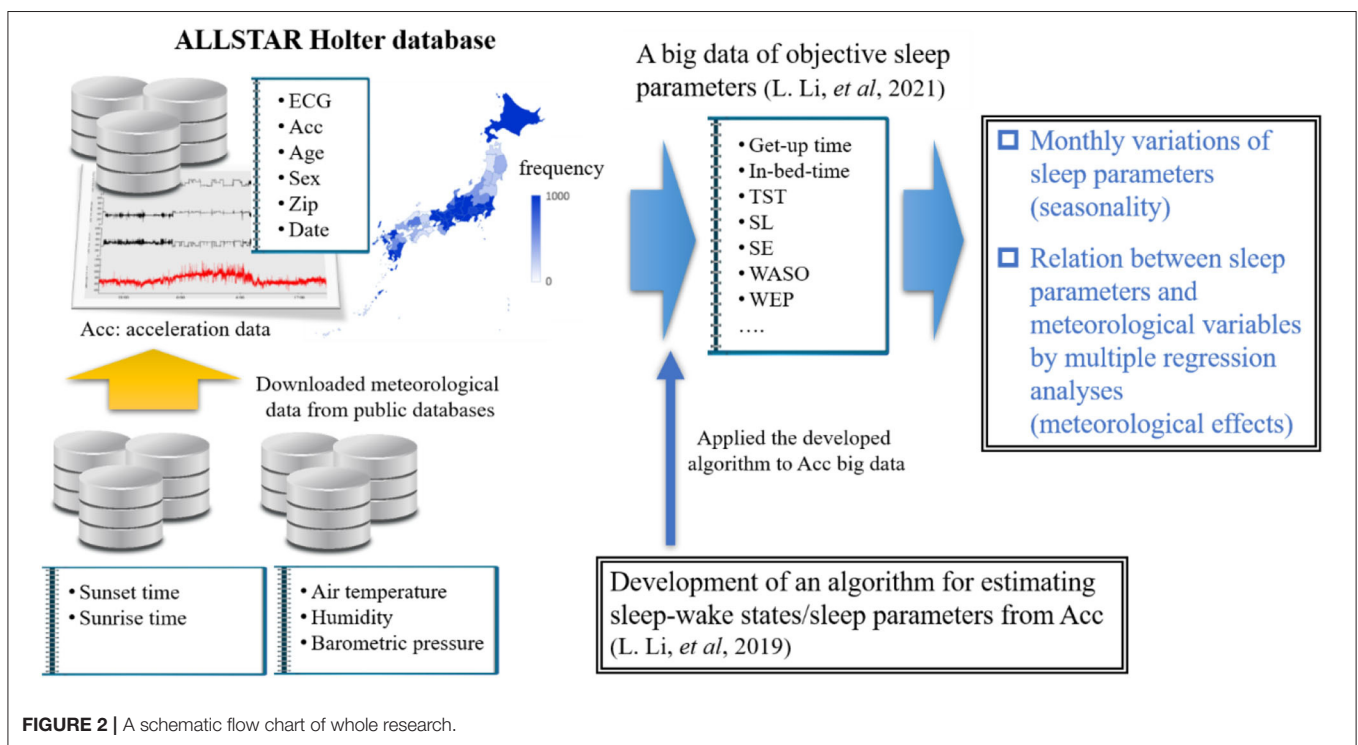 ALLSTAR Holter database
• ECG
• Acc
• Age
• Sex
• Zip
• Date
frequency
1000
0
Acc: acceleration data
Downloaded meteorological
data from public databases
• Sunset time
• Sunrise time
• Air temperature
• Humidity
• Barometric pressure
A big data of objective sleep
parameters (L. Li, et al, 2021)
• Get-up time
• In-bed-time
• TST
• SL
• SE
• WASO
• WEP
....
Applied the developed
algorithm to Acc big data
Development of an algorithm for estimating
sleep-wake states/sleep parameters from Acc
(L. Li, et al, 2019)
Monthly variations of
sleep parameters
(seasonality)
Relation between sleep
parameters and
meteorological variables
by multiple regression
analyses
(meteorological effects)
FIGURE 2 | A schematic flow chart of whole research.